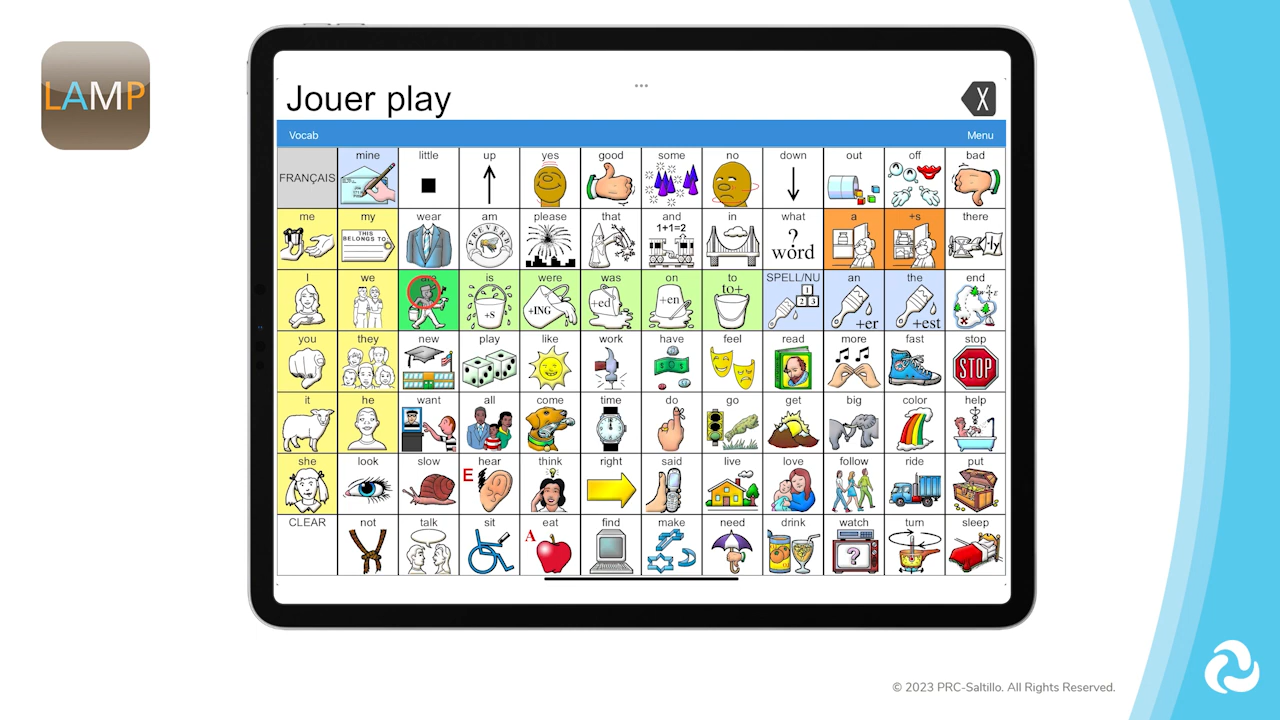 LAMP
Jouer play
X
Vocab Menu
FRANÇAIS mine little up yes good some no down out off bad
me my wear am please that and in what a +s there
THIS BELONGS TO PREVERB 1+1=2 ? word -ly
I we is were was on to SPELL/NU an the end
+S +ING +ed +en to+ 1 2 3 +er +est N E S W
you they new play like work have feel read more fast stop
STOP
it he want all come time do go get big color help
she look slow hear think right said live love follow ride put
E
CLEAR not talk sit eat find make need drink watch turn sleep
A ?
© 2023 PRC-Saltillo. All Rights Reserved.